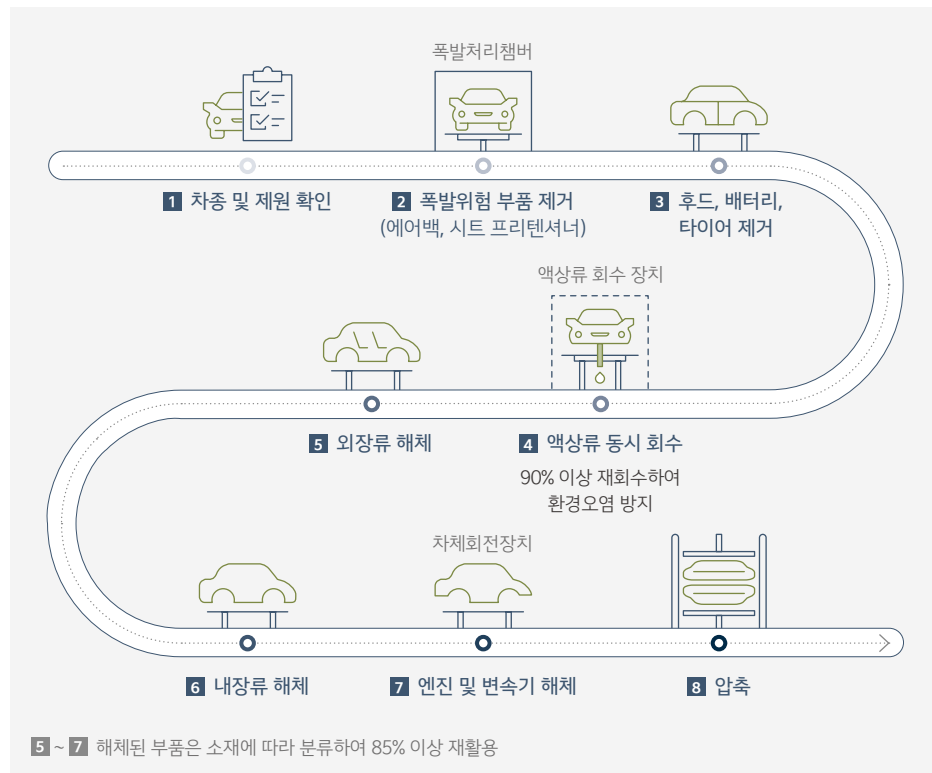 폭발처리챔버
1 차종 및 제원 확인
2 폭발위험 부품 제거
(에어백, 시트 프리텐셔너)
3 후드, 배터리,
타이어 제거
액상류 회수 장치
4 액상류 동시 회수
90% 이상 재회수하여
환경오염 방지
5 외장류 해체
차체회전장치
6 내장류 해체
7 엔진 및 변속기 해체
8 압축
5 ~ 7 해체된 부품은 소재에 따라 분류하여 85% 이상 재활용